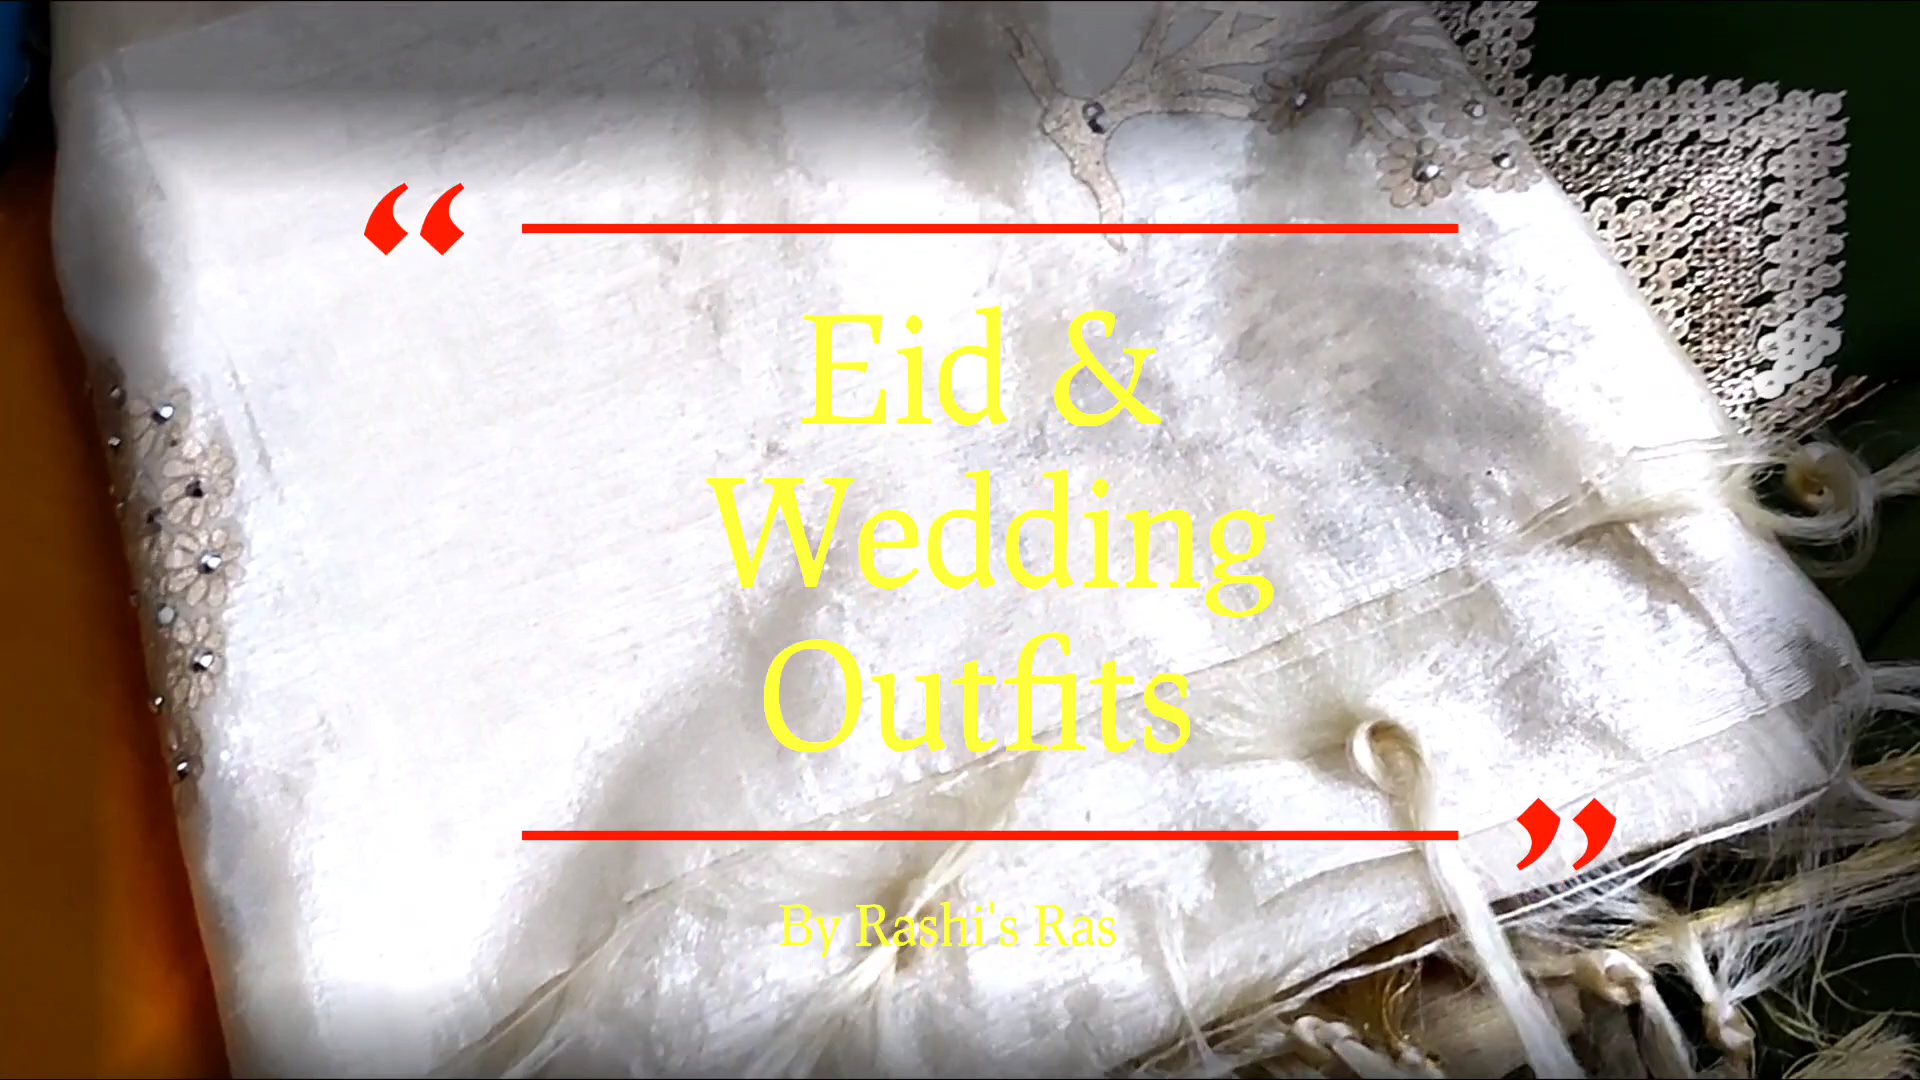 “
Eid &
Wedding
Outfits
”
By Rashi's Ras